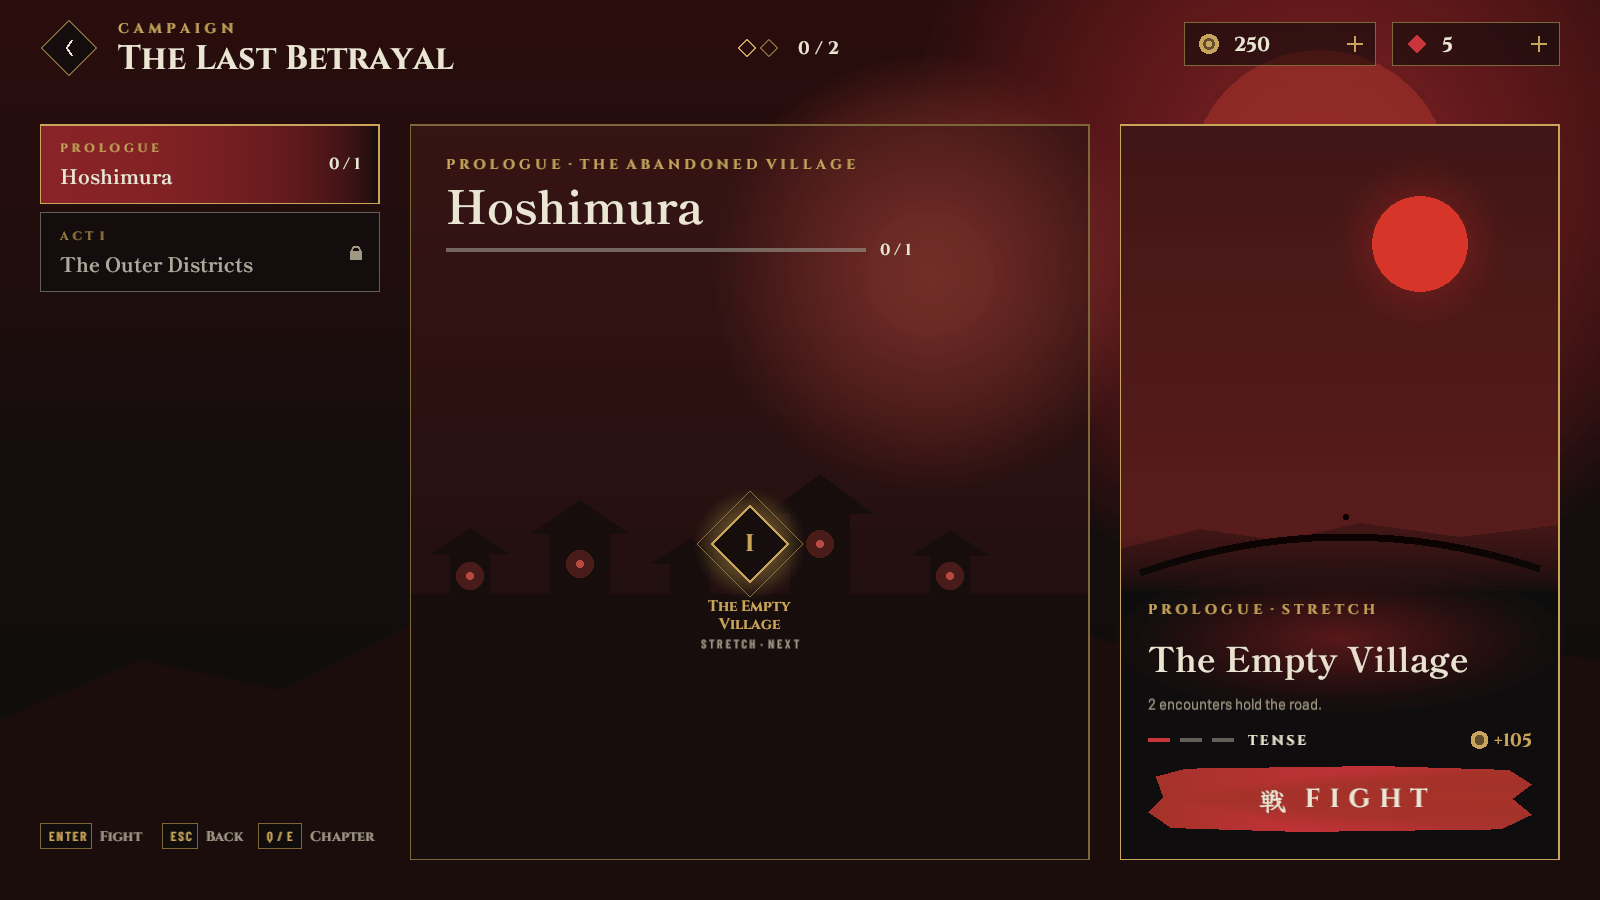 CAMPAIGN
THE LAST BETRAYAL
0 / 2
250
5
PROLOGUE
Hoshimura
0 / 1
ACT I
The Outer Districts
PROLOGUE · THE ABANDONED VILLAGE
Hoshimura
0 / 1
I
THE EMPTY
VILLAGE
STRETCH · NEXT
PROLOGUE · STRETCH
The Empty Village
2 encounters hold the road.
TENSE
+105
戦 FIGHT
ENTER FIGHT ESC BACK Q / E CHAPTER